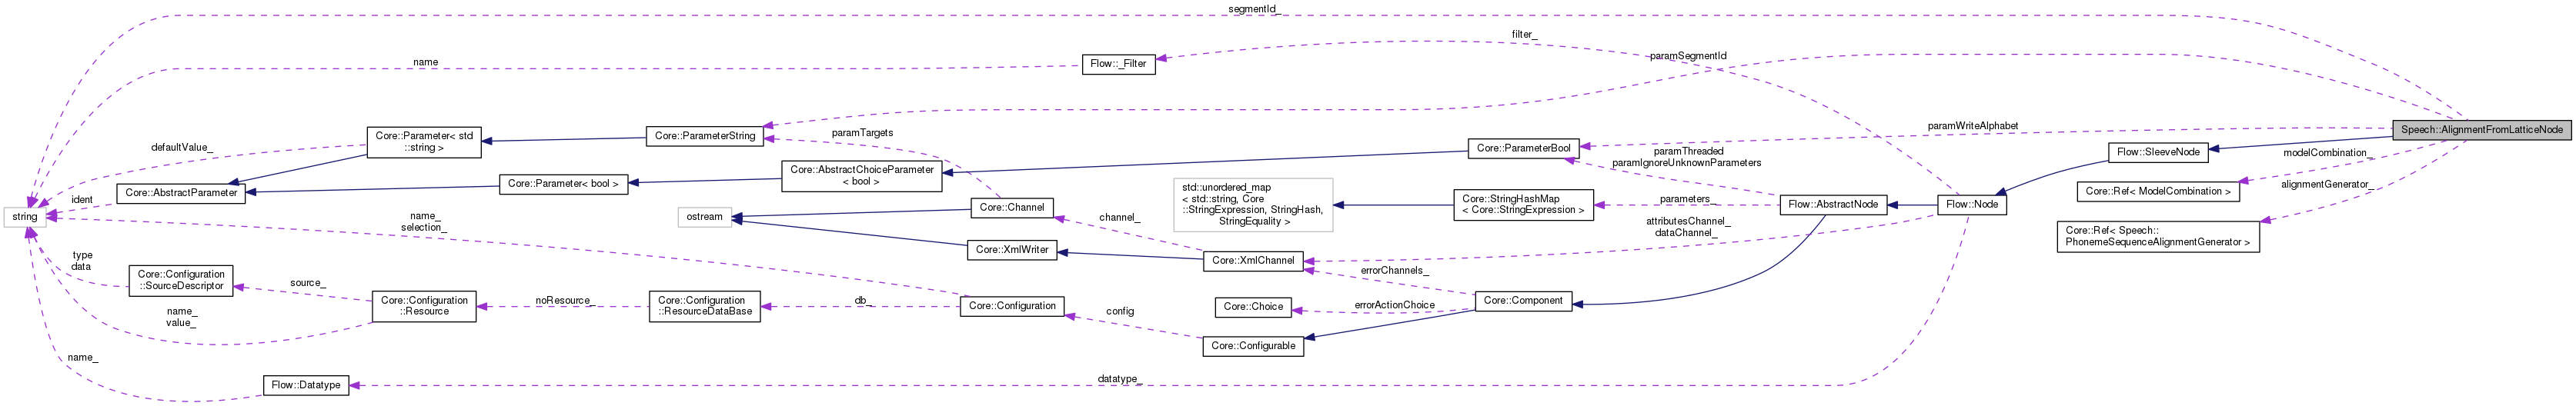 segmentId_
filter_
name
Flow::_Filter
paramSegmentId
Core::Parameter< std
::string >
Core::ParameterString
paramTargets
defaultValue_
Core::AbstractParameter
ident
Core::Parameter< bool >
Core::AbstractChoiceParameter
< bool >
Core::ParameterBool
paramWriteAlphabet
paramThreaded
paramIgnoreUnknownParameters
Speech::AlignmentFromLatticeNode
Flow::SleeveNode
modelCombination_
Core::Ref< ModelCombination >
alignmentGenerator_
Core::Ref< Speech::
PhonemeSequenceAlignmentGenerator >
string
name_
selection_
ostream
Core::Channel
channel_
std::unordered_map
< std::string, Core
::StringExpression, StringHash,
StringEquality >
Core::StringHashMap
< Core::StringExpression >
parameters_
Flow::AbstractNode
Flow::Node
attributesChannel_
dataChannel_
Core::XmlWriter
Core::XmlChannel
errorChannels_
type
data
Core::Configuration
::SourceDescriptor
source_
Core::Configuration
::Resource
noResource_
Core::Configuration
::ResourceDataBase
db_
Core::Configuration
config
Core::Choice
errorActionChoice
Core::Component
Core::Configurable
name_
value_
name_
Flow::Datatype
datatype_